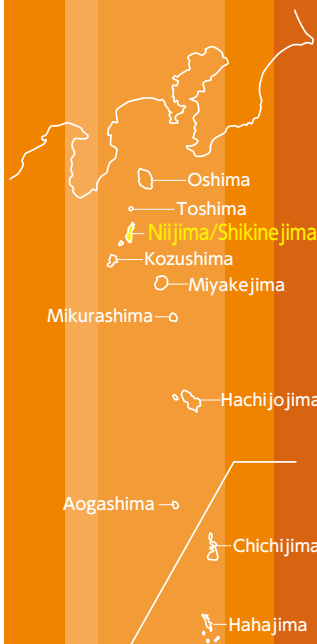 Oshima
Toshima
Niijima/Shikinejima
Kozushima
Miyakejima
Mikurashima
Hachijojima
Aogashima
Chichijima
Hahajima